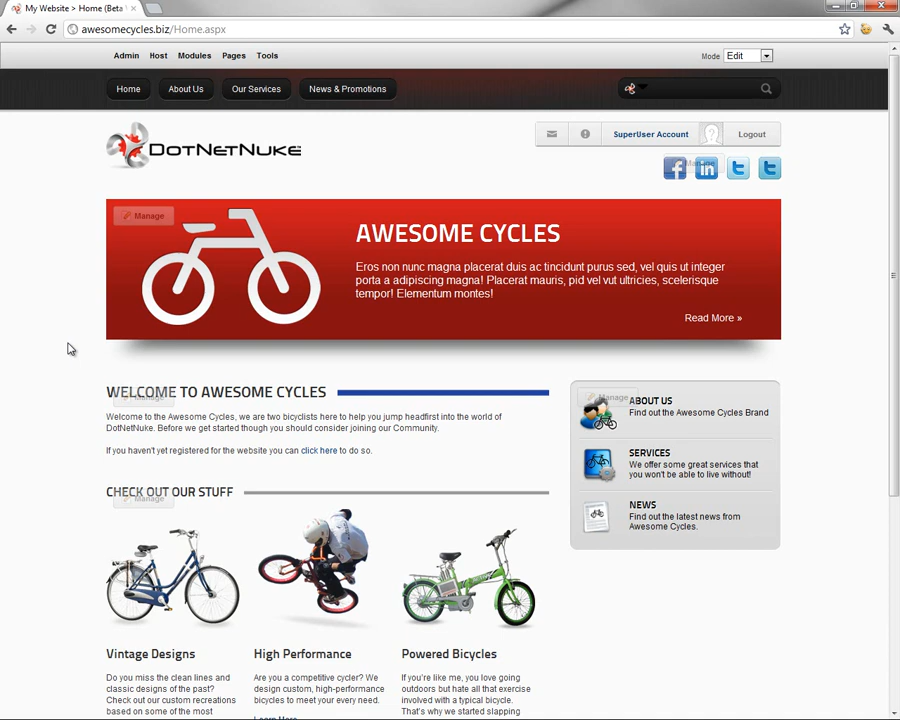 My Website > Home (Beta
awesomecycles.biz/Home.aspx
Admin Host Modules Pages Tools
Mode Edit
Home About Us Our Services News & Promotions
DotNetNuke
SuperUser Account Logout
Manage
Manage
AWESOME CYCLES
Eros non nunc magna placerat duis ac tincidunt purus sed, vel quis ut integer
porta a adipiscing magna! Placerat mauris, pid vel vut ultricies, scelerisque
tempor! Elementum montes!
Read More »
WELCOME TO AWESOME CYCLES
Manage
Welcome to the Awesome Cycles, we are two bicyclists here to help you jump headfirst into the world of
DotNetNuke. Before we get started though you should consider joining our Community.
If you haven't yet registered for the website you can click here to do so.
Manage
ABOUT US
Find out the Awesome Cycles Brand
SERVICES
We offer some great services that
you won't be able to live without!
NEWS
Find out the latest news from
Awesome Cycles.
CHECK OUT OUR STUFF
Manage
Vintage Designs
Do you miss the clean lines and
classic designs of the past?
Check out our custom recreations
based on some of the most
High Performance
Are you a competitive cycler? We
design custom, high-performance
bicycles to meet your every need.
Learn More
Powered Bicycles
If you're like me, you love going
outdoors but hate all that exercise
involved with a typical bicycle.
That's why we started slapping